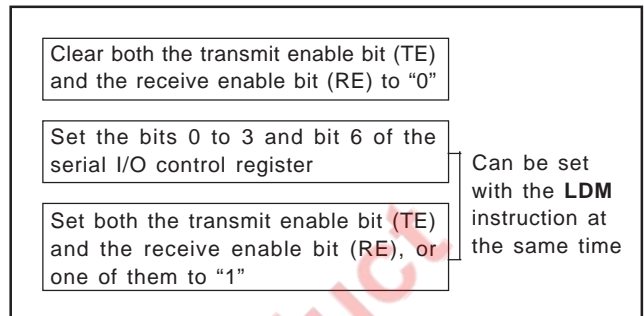 Clear both the transmit enable bit (TE)
and the receive enable bit (RE) to “0”
Set the bits 0 to 3 and bit 6 of the
serial I/O control register
Set both the transmit enable bit (TE)
and the receive enable bit (RE), or
one of them to “1”
Can be set
with the LDM
instruction at
the same time